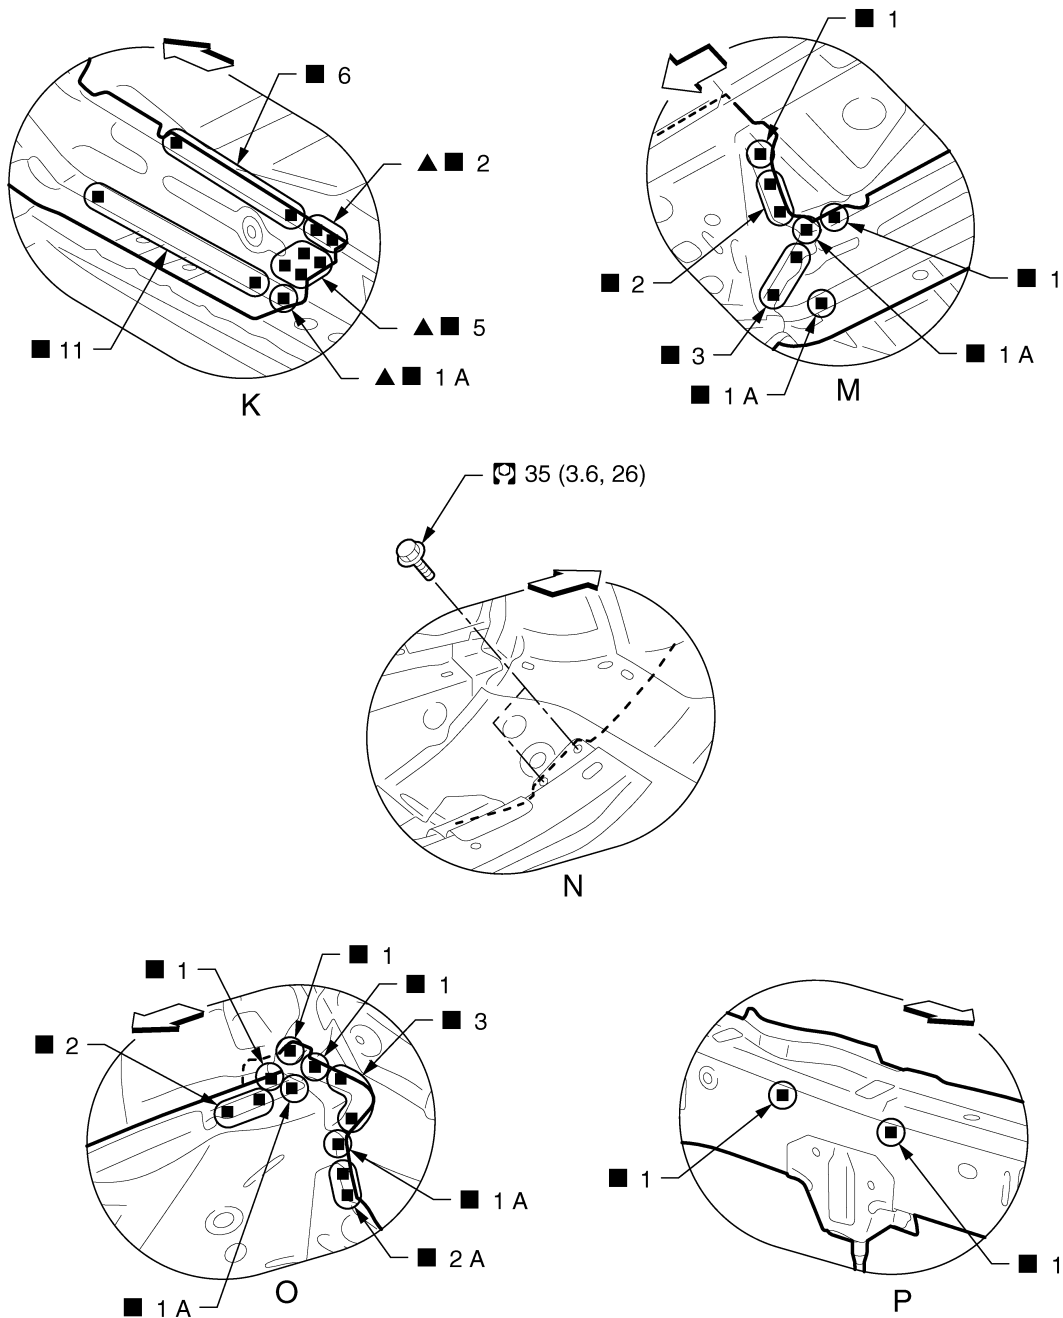 ■ 6
▲ ■ 2
■ 11
▲ ■ 5
▲ ■ 1 A
K
■ 1
■ 2
■ 1
■ 3
■ 1 A
■ 1 A
M
35 (3.6, 26)
N
■ 1
■ 1
■ 1
■ 3
■ 2
■ 1 A
■ 2 A
■ 1 A
O
■ 1
■ 1
P